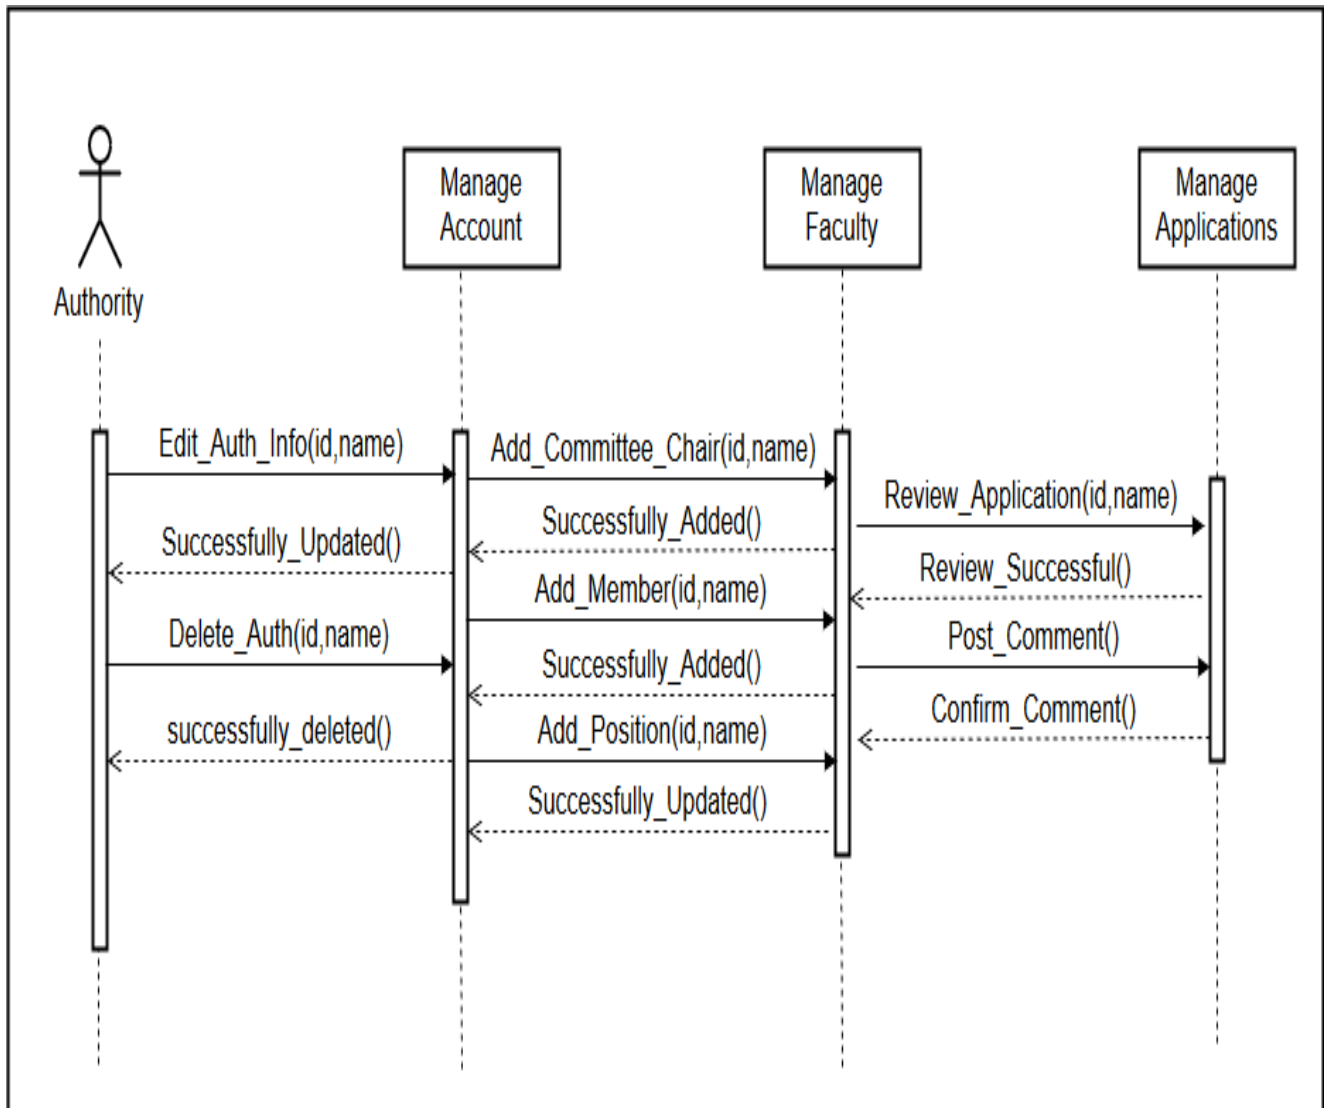 Manage
Account
Manage
Faculty
Manage
Applications
Authority
Edit_Auth_Info(id,name)
Add_Committee_Chair(id,name)
Review_Application(id,name)
Successfully_Added()
Successfully_Updated()
Review_Successful()
Add_Member(id,name)
Delete_Auth(id,name)
Post_Comment()
Successfully_Added()
Confirm_Comment()
successfully_deleted()
Add_Position(id,name)
Successfully_Updated()